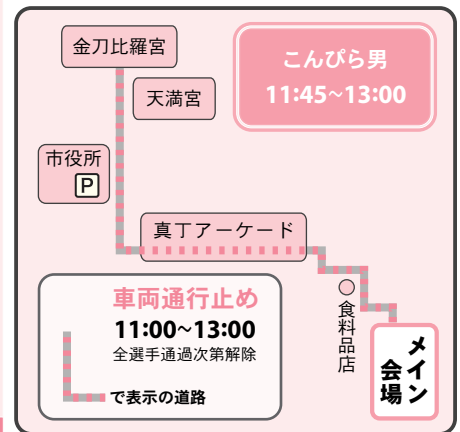 金刀比羅宮
天満宮
こんぴら男
11:45~13:00
市役所
P
真丁アーケード
車両通行止め
11:00~13:00
全選手通過次第解除
で表示の道路
○食料品店
メイン
会場